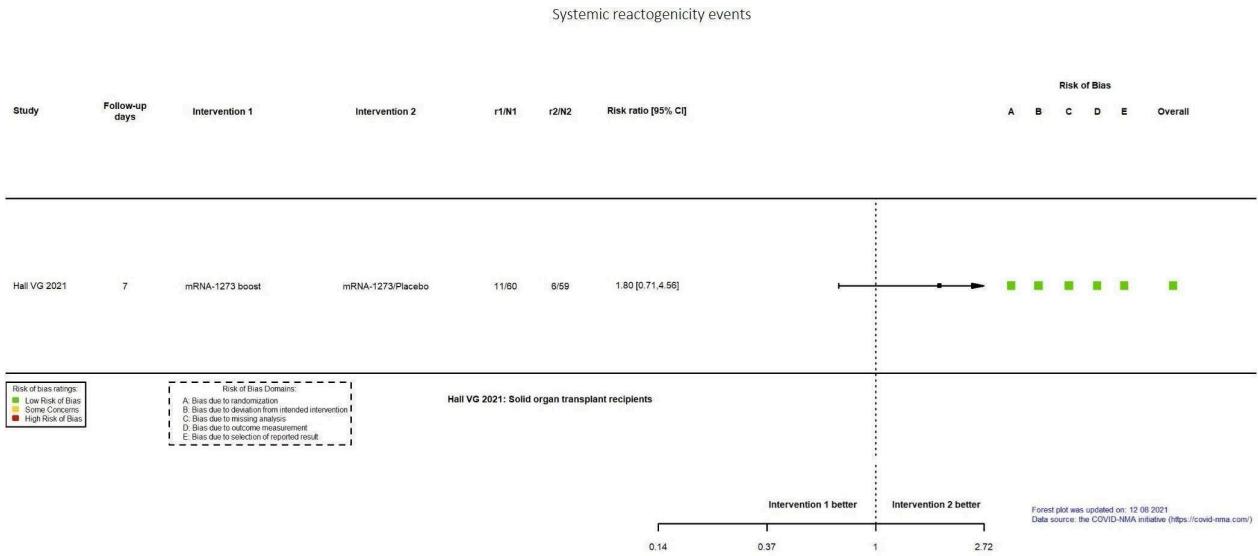 Systemic reactogenicity events
Risk of Bias
Study Follow-up days Intervention 1 Intervention 2 r1/N1 r2/N2 Risk ratio [95% CI] A B C D E Overall
Hall VG 2021 7 mRNA-1273 boost mRNA-1273/Placebo 11/60 6/59 1.80 [0.71,4.56]
Risk of bias ratings:
Low Risk of Bias
Some Concerns
High Risk of Bias
Risk of Bias Domains:
A: Bias due to randomization
B: Bias due to deviation from intended intervention
C: Bias due to missing analysis
D: Bias due to outcome measurement
E: Bias due to selection of reported result
Hall VG 2021: Solid organ transplant recipients
Intervention 1 better Intervention 2 better
0.14 0.37 1 2.72
Forest plot was updated on: 12 08 2021
Data source: the COVID-NMA initiative (https://covid-nma.com/)